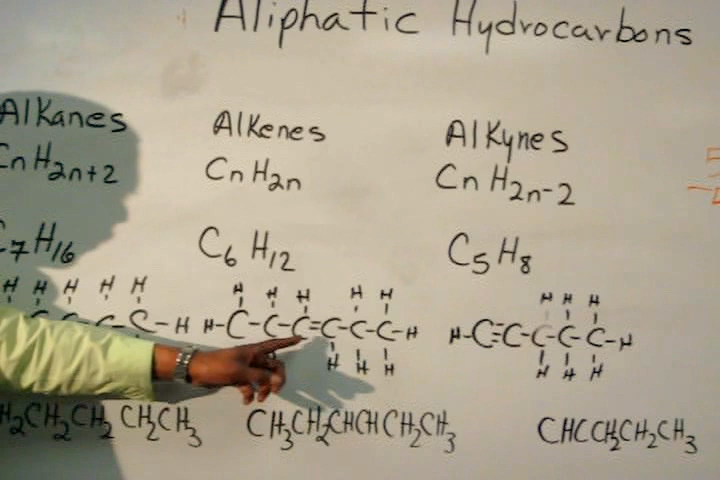 Aliphatic Hydrocarbons
Alkanes Alkenes Alkynes
CnH2n+2 CnH2n CnH2n-2
C7H16 C6H12 C5H8
H H H H H H H H H H H H H
C-C-H H-C-C-C=C-C-C-H H-C≡C-C-C-C-H
H H H H H H
H2CH2CH2CH2CH3 CH3CH2CHCHCH2CH3 CHCCH2CH2CH3